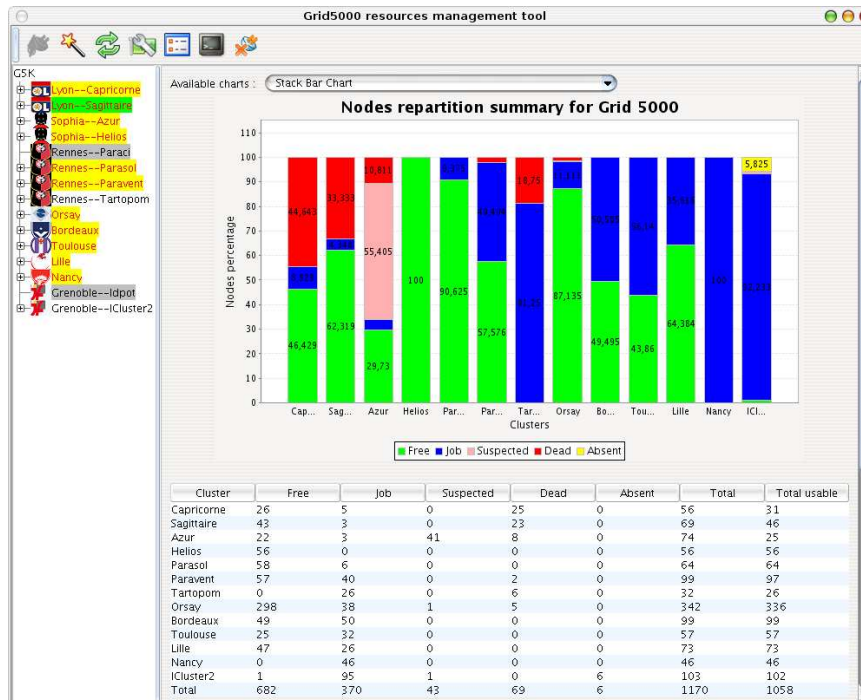 Grid5000 resources management tool
G5K
Lyon--Capricorne
Lyon--Sagittaire
Sophia--Azur
Sophia--Helios
Rennes--Paraci
Rennes--Parasol
Rennes--Paravent
Rennes--Tartopom
Orsay
Bordeaux
Toulouse
Lille
Nancy
Grenoble--Idpot
Grenoble--ICluster2
Available charts : Stack Bar Chart
Nodes repartition summary for Grid 5000
Nodes percentage
110
100
90
80
70
60
50
40
30
20
10
0
44,643 33,333 10,811 18,75 5,825
55,405 100 90,625
46,429 62,319 29,73 57,576 87,135 49,495 43,86 64,384
Cap... Sag... Azur Helios Par... Par... Tar... Orsay Bo... Tou... Lille Nancy ICl...
Clusters
Free Job Suspected Dead Absent
Cluster Free Job Suspected Dead Absent Total Total usable
Capricorne 26 5 0 25 0 56 31
Sagittaire 43 3 0 23 0 69 46
Azur 22 3 41 8 0 74 25
Helios 56 0 0 0 0 56 56
Parasol 58 6 0 0 0 64 64
Paravent 57 40 0 2 0 99 97
Tartopom 0 26 0 6 0 32 26
Orsay 298 38 1 5 0 342 336
Bordeaux 49 50 0 0 0 99 99
Toulouse 25 32 0 0 0 57 57
Lille 47 26 0 0 0 73 73
Nancy 0 46 0 0 0 46 46
ICluster2 1 95 1 0 6 103 102
Total 682 370 43 69 6 1170 1058